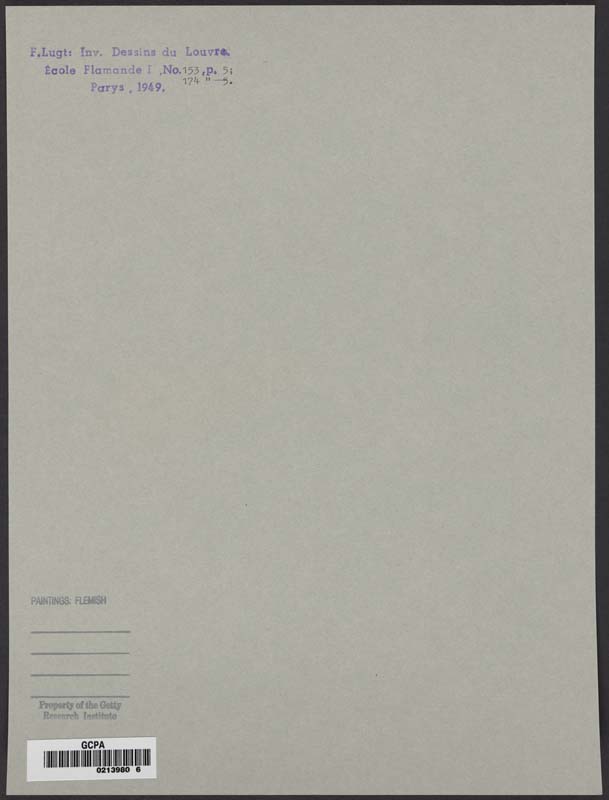 F.Lugt: Inv. Dessins du Louvre.
École Flamande I ,No.153,p. 5;
174 " 5.
Parys , 1949.
PAINTINGS: FLEMISH
Property of the Getty
Research Institute
GCPA
0213980 6